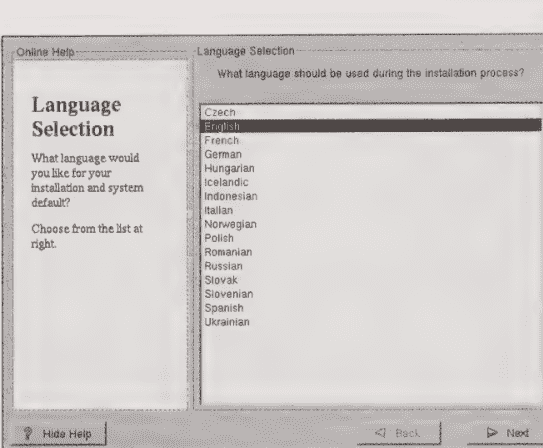 Online Help
Language
Selection
What language would
you like for your
installation and system
default?
Choose from the list at
right.
Hide Help
Language Selection
What language should be used during the installation process?
Czech
English
French
German
Hungarian
Icelandic
Indonesian
Italian
Norwegian
Polish
Romanian
Russian
Slovak
Slovenian
Spanish
Ukrainian
Back
Next